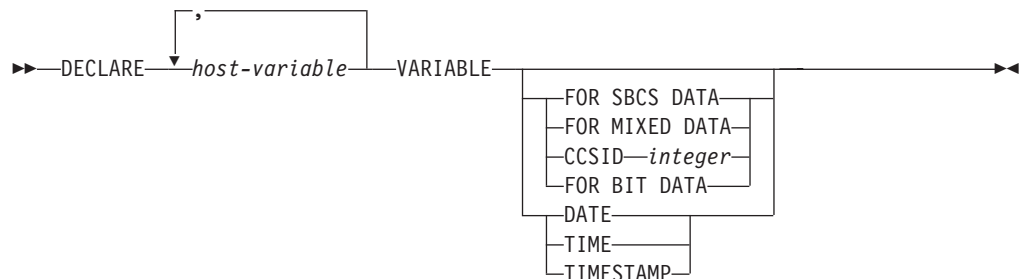 ,
DECLARE host-variable VARIABLE
FOR SBCS DATA
FOR MIXED DATA
CCSID integer
FOR BIT DATA
DATE
TIME
TIMESTAMP